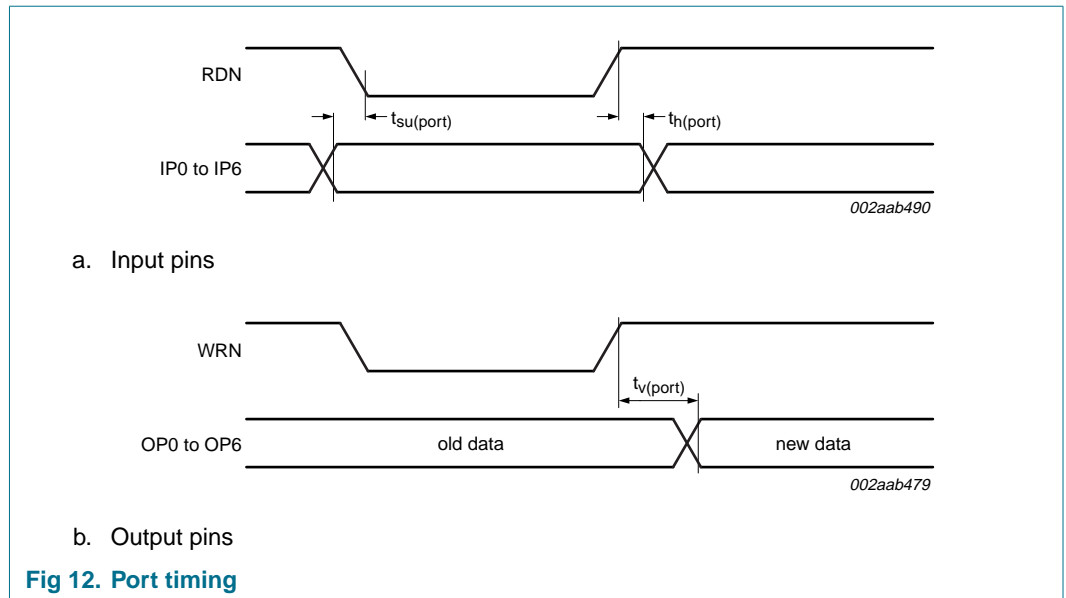 RDN
tsu(port)
th(port)
IP0 to IP6
002aab490
a. Input pins
WRN
tv(port)
OP0 to OP6
old data
new data
002aab479
b. Output pins
Fig 12. Port timing